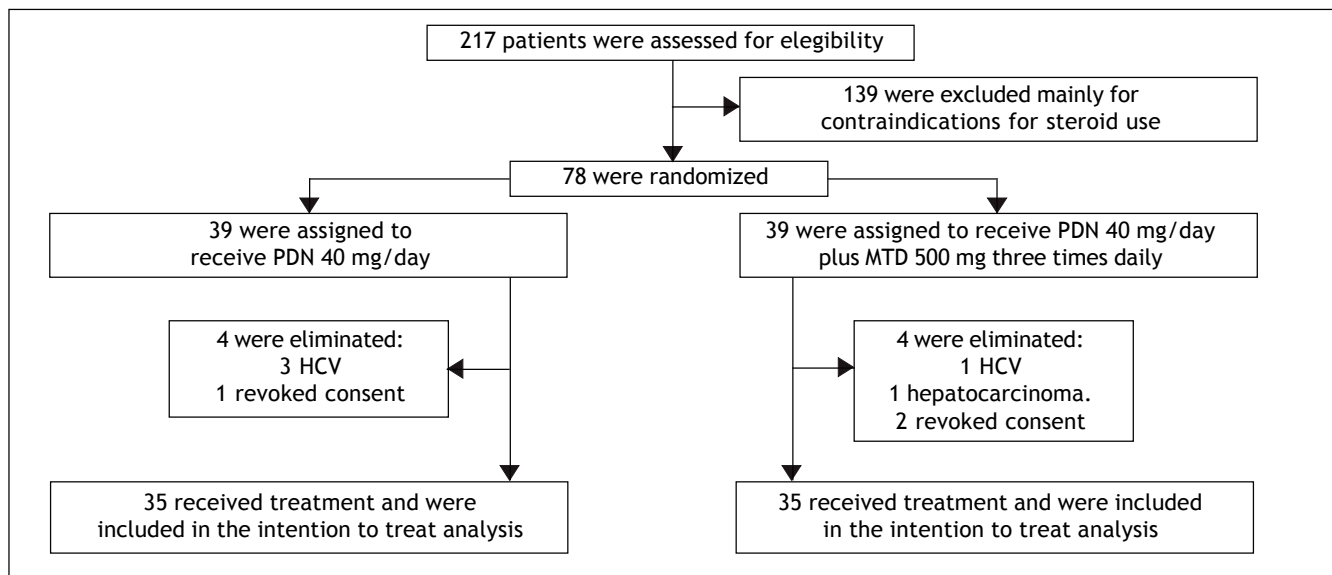 217 patients were assessed for elegibility
139 were excluded mainly for
contraindications for steroid use
78 were randomized
39 were assigned to
receive PDN 40 mg/day
39 were assigned to receive PDN 40 mg/day
plus MTD 500 mg three times daily
4 were eliminated:
3 HCV
1 revoked consent
4 were eliminated:
1 HCV
1 hepatocarcinoma.
2 revoked consent
35 received treatment and were
included in the intention to treat analysis
35 received treatment and were included
in the intention to treat analysis